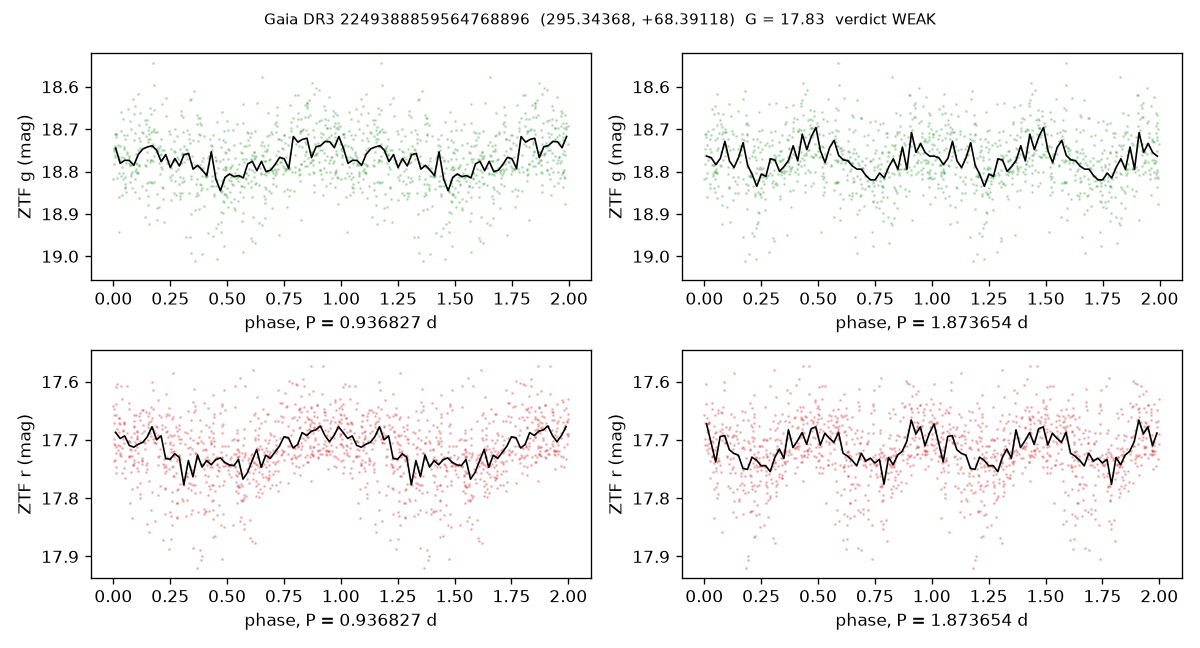 Gaia DR3 2249388859564768896 (295.34368, +68.39118) G = 17.83 verdict WEAK
ZTF g (mag)
18.6
18.7
18.8
18.9
19.0
0.00 0.25 0.50 0.75 1.00 1.25 1.50 1.75 2.00
phase, P = 0.936827 d
ZTF g (mag)
18.6
18.7
18.8
18.9
19.0
0.00 0.25 0.50 0.75 1.00 1.25 1.50 1.75 2.00
phase, P = 1.873654 d
ZTF r (mag)
17.6
17.7
17.8
17.9
0.00 0.25 0.50 0.75 1.00 1.25 1.50 1.75 2.00
phase, P = 0.936827 d
ZTF r (mag)
17.6
17.7
17.8
17.9
0.00 0.25 0.50 0.75 1.00 1.25 1.50 1.75 2.00
phase, P = 1.873654 d